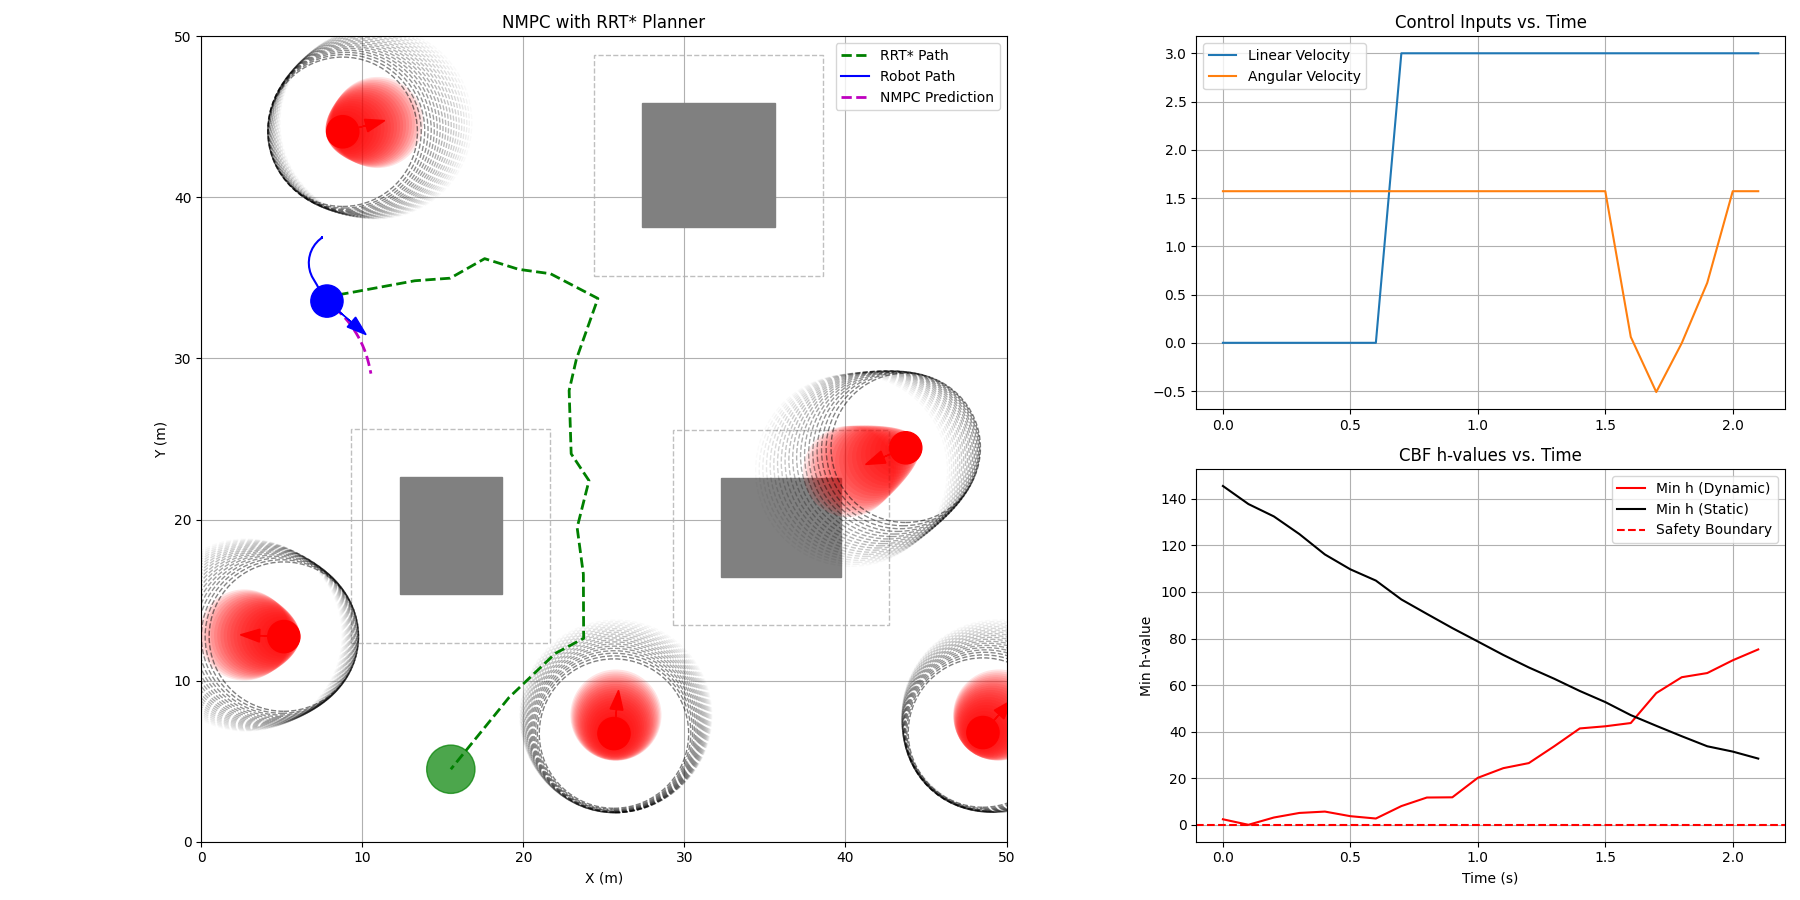 NMPC with RRT* Planner
RRT* Path
Robot Path
NMPC Prediction
50
40
30
20
10
0
Y (m)
0
10
20
30
40
50
X (m)
Control Inputs vs. Time
Linear Velocity
Angular Velocity
3.0
2.5
2.0
1.5
1.0
0.5
0.0
−0.5
0.0
0.5
1.0
1.5
2.0
CBF h-values vs. Time
Min h (Dynamic)
Min h (Static)
Safety Boundary
140
120
100
80
60
40
20
0
Min h-value
0.0
0.5
1.0
1.5
2.0
Time (s)